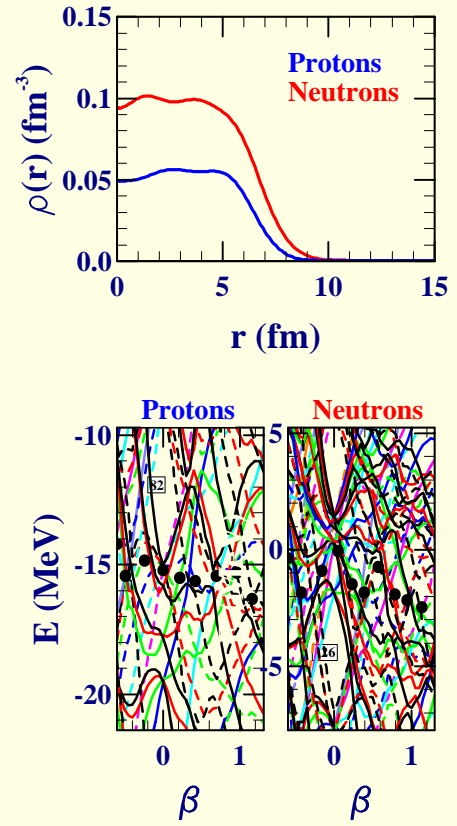 0.15
Protons
Neutrons
0.1
0.05
0.0
ρ(r) (fm-3)
0 5 10 15
r (fm)
Protons Neutrons
-10
-15
-20
E (MeV)
82
5
0
-5
0 1
β
0 1
β